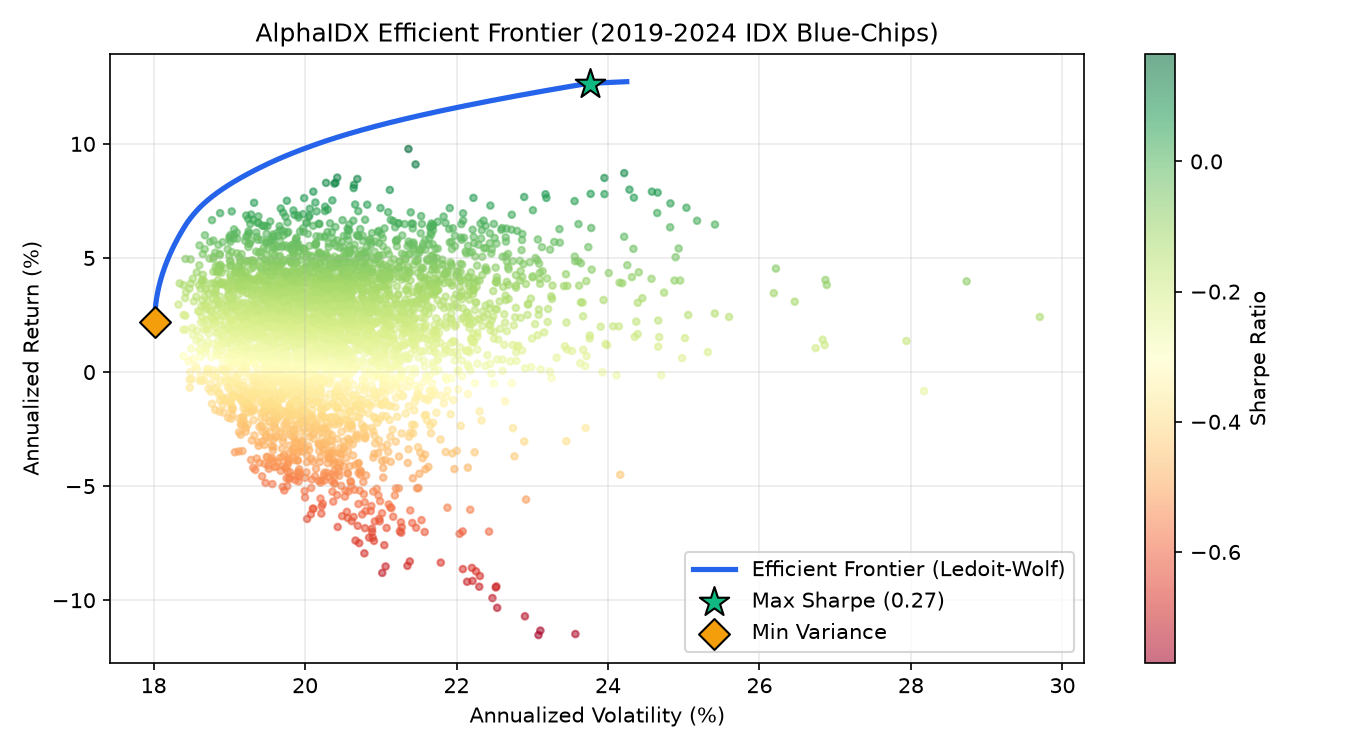 AlphaIDX Efficient Frontier (2019-2024 IDX Blue-Chips)
Annualized Return (%)
10
5
0
−5
−10
18 20 22 24 26 28 30
Annualized Volatility (%)
Efficient Frontier (Ledoit-Wolf)
Max Sharpe (0.27)
Min Variance
0.0
−0.2
−0.4
−0.6
Sharpe Ratio